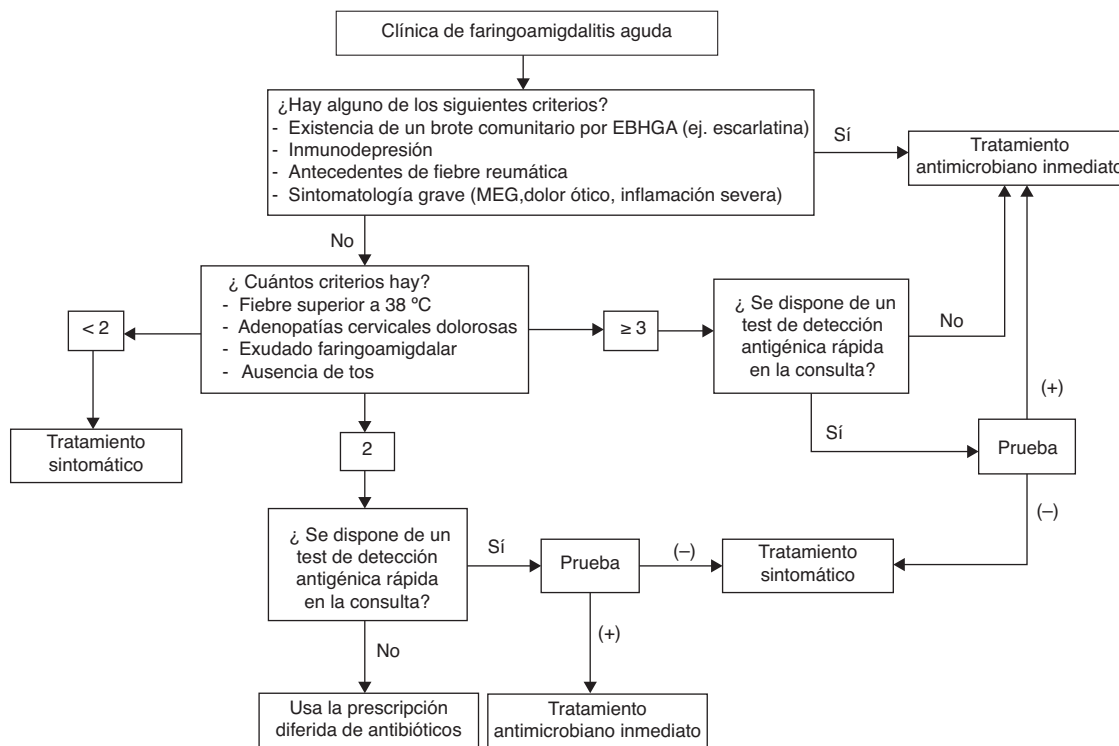 Clínica de faringoamigdalitis aguda
¿Hay alguno de los siguientes criterios?
- Existencia de un brote comunitario por EBHGA (ej. escarlatina)
- Inmunodepresión
- Antecedentes de fiebre reumática
- Sintomatología grave (MEG,dolor ótico, inflamación severa)
Sí
Tratamiento
antimicrobiano inmediato
No
¿ Cuántos criterios hay?
- Fiebre superior a 38 ºC
- Adenopatías cervicales dolorosas
- Exudado faringoamigdalar
- Ausencia de tos
< 2
Tratamiento
sintomático
≥ 3
¿ Se dispone de un
test de detección
antigénica rápida
en la consulta?
No
Sí
(+)
Prueba
(–)
2
¿ Se dispone de un
test de detección
antigénica rápida
en la consulta?
Sí
Prueba
(–)
Tratamiento
sintomático
(+)
No
Usa la prescripción
diferida de antibióticos
Tratamiento
antimicrobiano inmediato